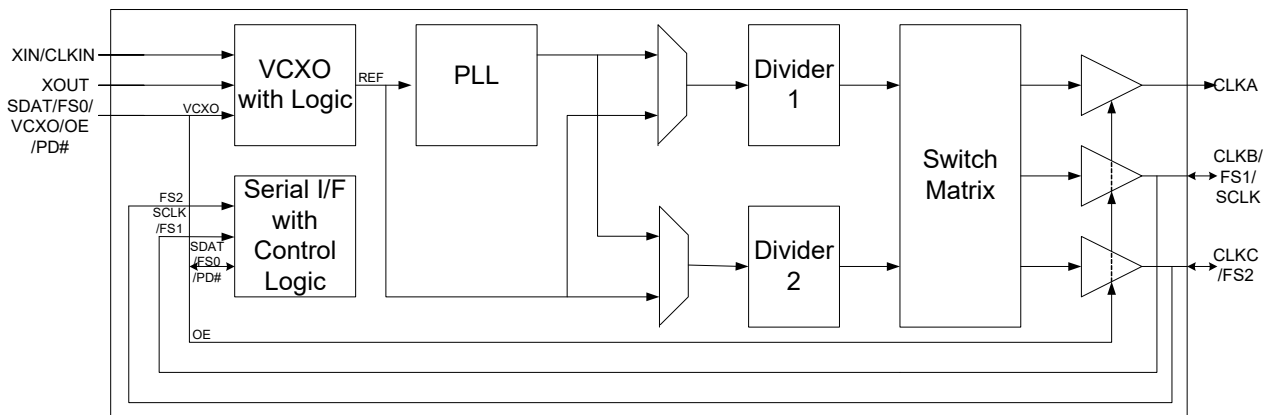 XIN/CLKIN
XOUT
SDAT/FS0/
VCXO/OE
/PD#
VCXO
VCXO
with Logic
REF
PLL
Divider
1
Switch
Matrix
CLKA
CLKB/
FS1/
SCLK
CLKC
/FS2
FS2
SCLK
/FS1
SDAT
/FS0
/PD#
Serial I/F
with
Control
Logic
Divider
2
OE